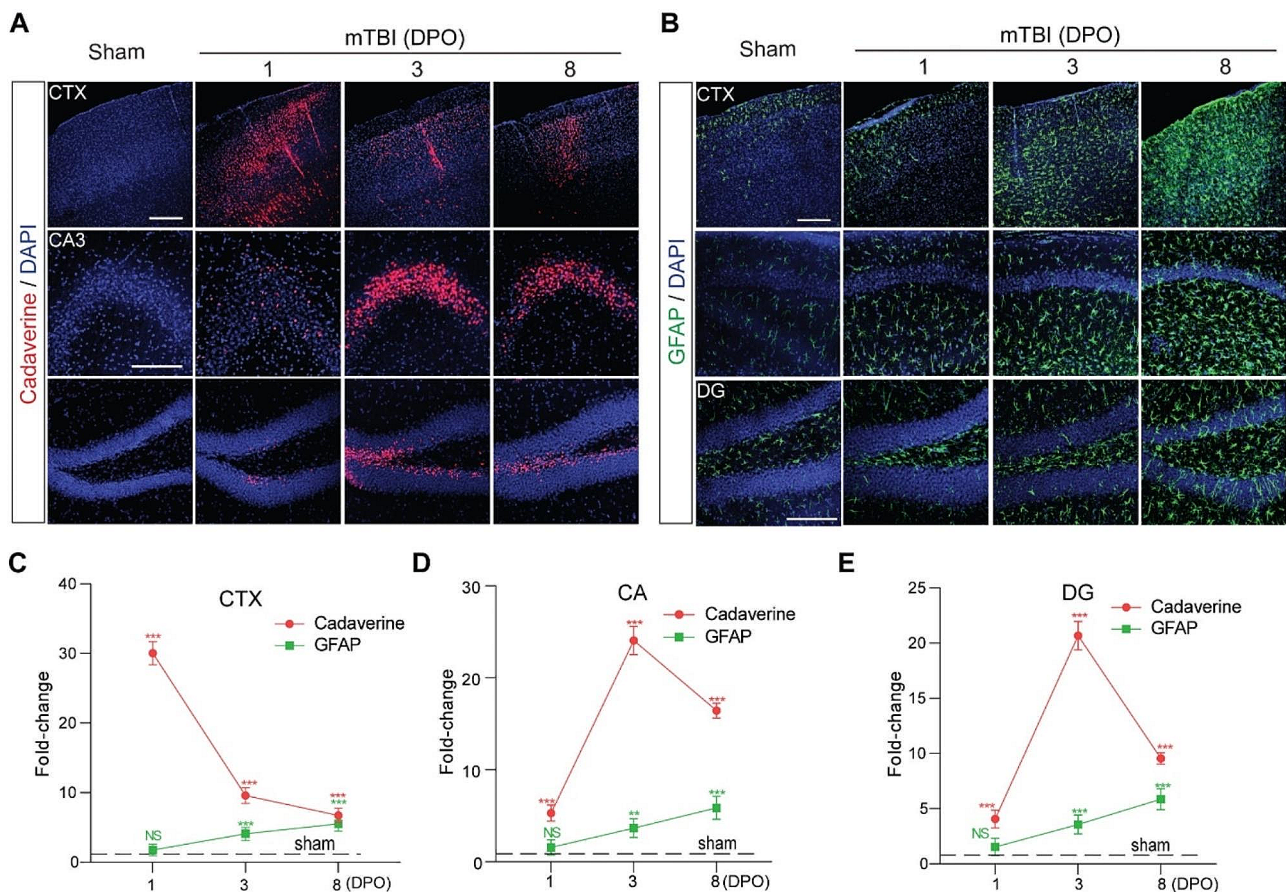 A
Sham
mTBI (DPO)
1
3
8
CTX
CA3
Cadaverine / DAPI
B
Sham
mTBI (DPO)
1
3
8
CTX
DG
GFAP / DAPI
C
CTX
Cadaverine
GFAP
Fold-change
40
30
20
10
0
***
***
***
***
***
NS
sham
1
3
8 (DPO)
D
CA
Cadaverine
GFAP
Fold-change
30
20
10
0
***
***
***
NS
**
***
sham
1
3
8 (DPO)
E
DG
Cadaverine
GFAP
Fold-change
25
20
15
10
5
0
***
***
***
NS
***
***
sham
1
3
8 (DPO)